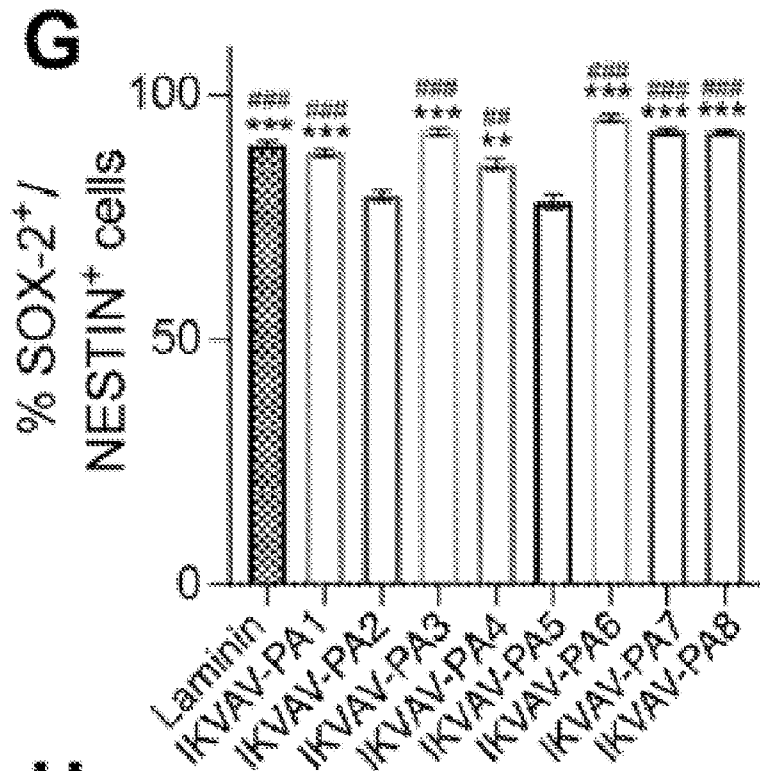 G
% SOX-2+ /
NESTIN+ cells
100
50
0
###
***
###
***
###
***
##
**
###
***
###
***
###
***
Laminin
IKVAV-PA1
IKVAV-PA2
IKVAV-PA3
IKVAV-PA4
IKVAV-PA5
IKVAV-PA6
IKVAV-PA7
IKVAV-PA8